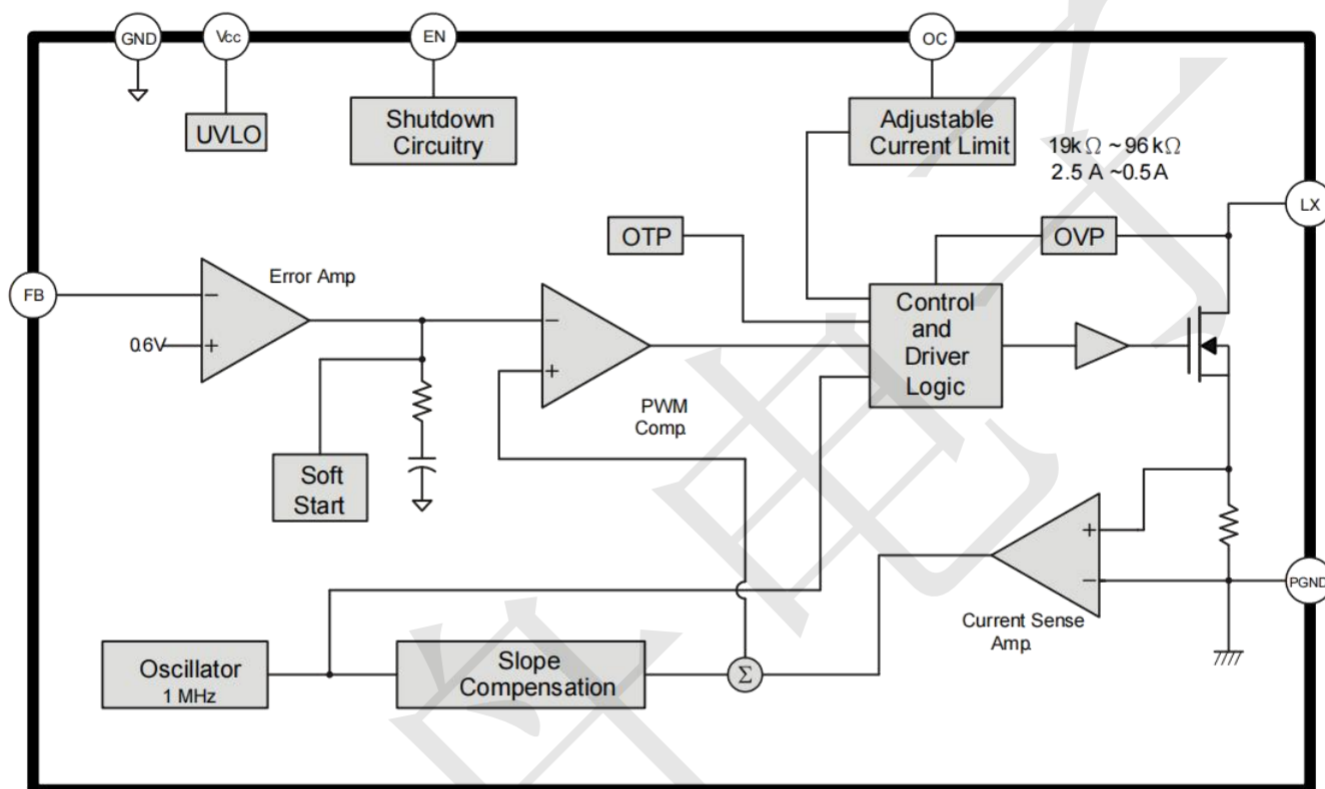 GND
Vcc
EN
OC
UVLO
Shutdown
Circuitry
Adjustable
Current Limit
19kΩ ~96kΩ
2.5 A ~0.5A
LX
OTP
OVP
Error Amp
FB
−
0.6V
+
−
+
Control
and
Driver
Logic
PWM
Comp.
Soft
Start
+
−
PGND
Current Sense
Amp.
Oscillator
1 MHz
Slope
Compensation
Σ